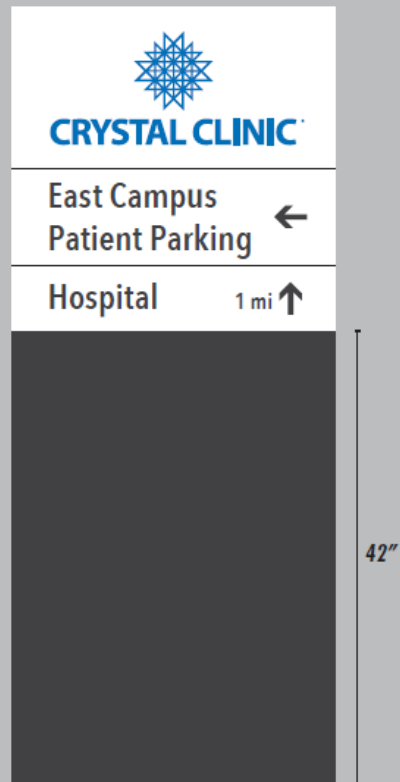 CRYSTAL CLINIC
East Campus
Patient Parking ←
Hospital 1 mi ↑
42"